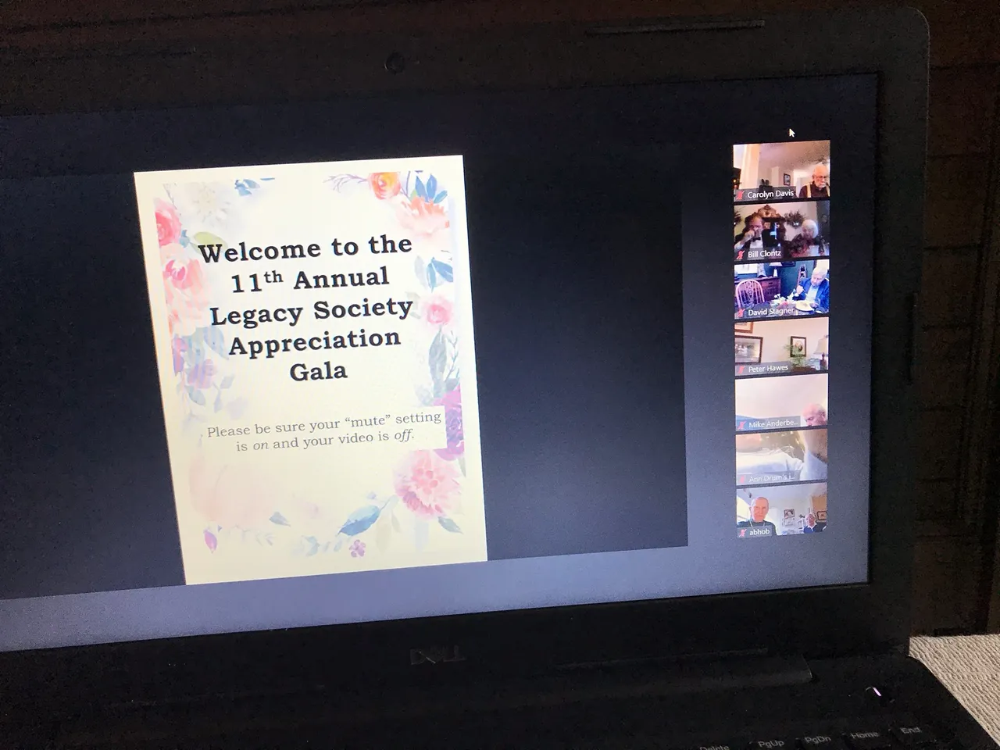 Welcome to the
11th Annual
Legacy Society
Appreciation
Gala
Please be sure your “mute” setting
is on and your video is off.
Carolyn Davis
Bill Clontz
David Stagner
Peter Hawes
Mike Anderbe...
Ann Drum's i...
abhob
DELL
Delete PgUp PgDn Home End